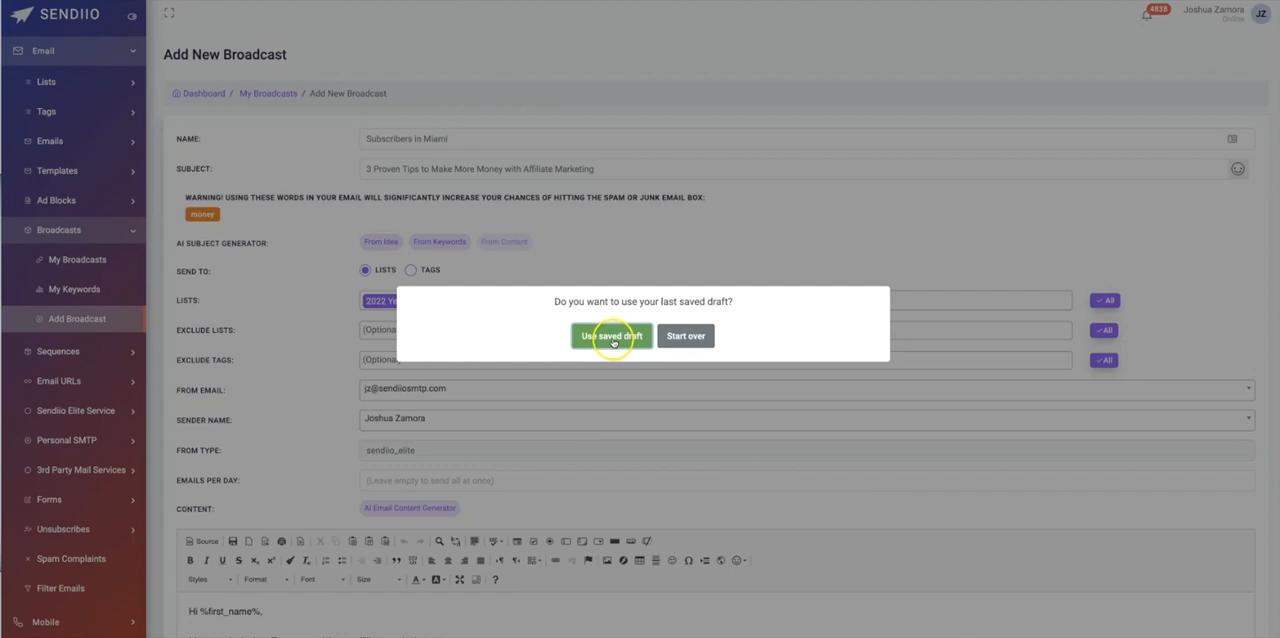 SENDIIO
4838
Joshua Zamora
Online
JZ
Email
Lists
Tags
Emails
Templates
Ad Blocks
Broadcasts
My Broadcasts
My Keywords
Add Broadcast
Sequences
Email URLs
Sendiio Elite Service
Personal SMTP
3rd Party Mail Services
Forms
Unsubscribes
Spam Complaints
Filter Emails
Mobile
Add New Broadcast
Dashboard / My Broadcasts / Add New Broadcast
NAME: Subscribers in Miami
SUBJECT: 3 Proven Tips to Make More Money with Affiliate Marketing
WARNING! USING THESE WORDS IN YOUR EMAIL WILL SIGNIFICANTLY INCREASE YOUR CHANCES OF HITTING THE SPAM OR JUNK EMAIL BOX:
money
AI SUBJECT GENERATOR: From Idea From Keywords From Content
SEND TO: LISTS TAGS
Do you want to use your last saved draft?
Use saved draft Start over
LISTS: 2022 Ye All
EXCLUDE LISTS: (Optional All
EXCLUDE TAGS: (Optional All
FROM EMAIL: jz@sendiiosmtp.com
SENDER NAME: Joshua Zamora
FROM TYPE: sendiio_elite
EMAILS PER DAY: (Leave empty to send all at once)
CONTENT: AI Email Content Generator
Source
B I U S x₂ x² Ix
Styles Format Font Size A A ?
Hi %first_name%,